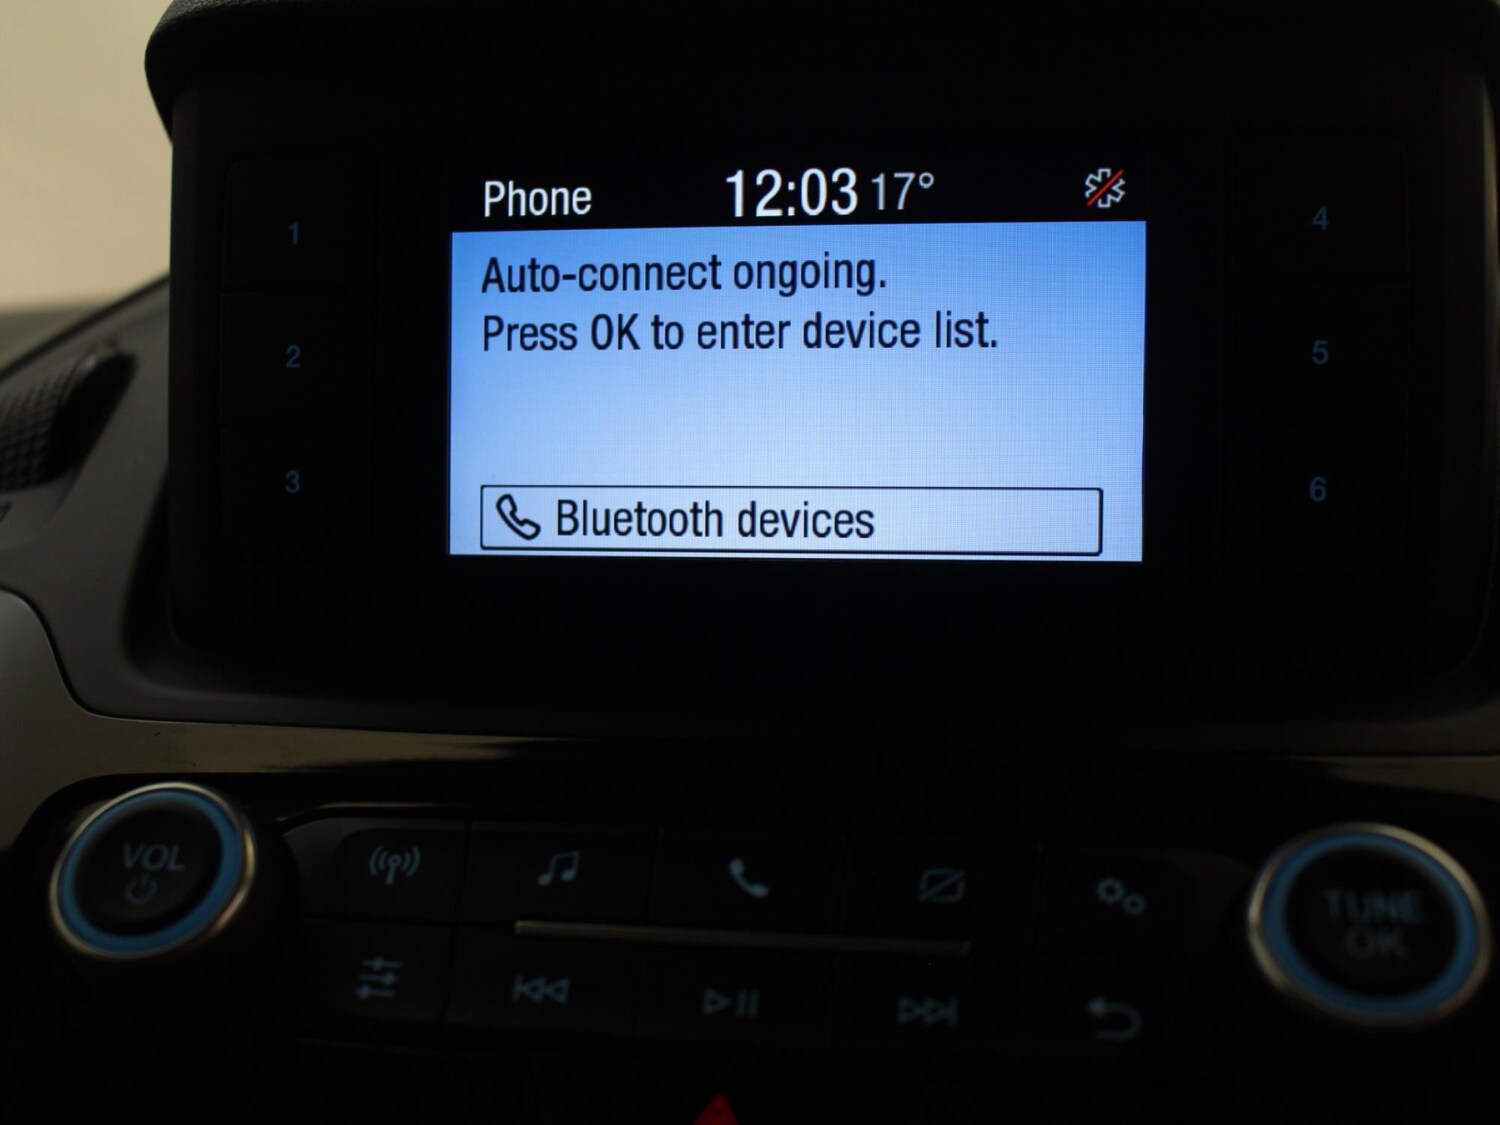 Phone 12:03 17°
Auto-connect ongoing.
Press OK to enter device list.
Bluetooth devices
1
2
3
4
5
6
VOL
TUNE
OK